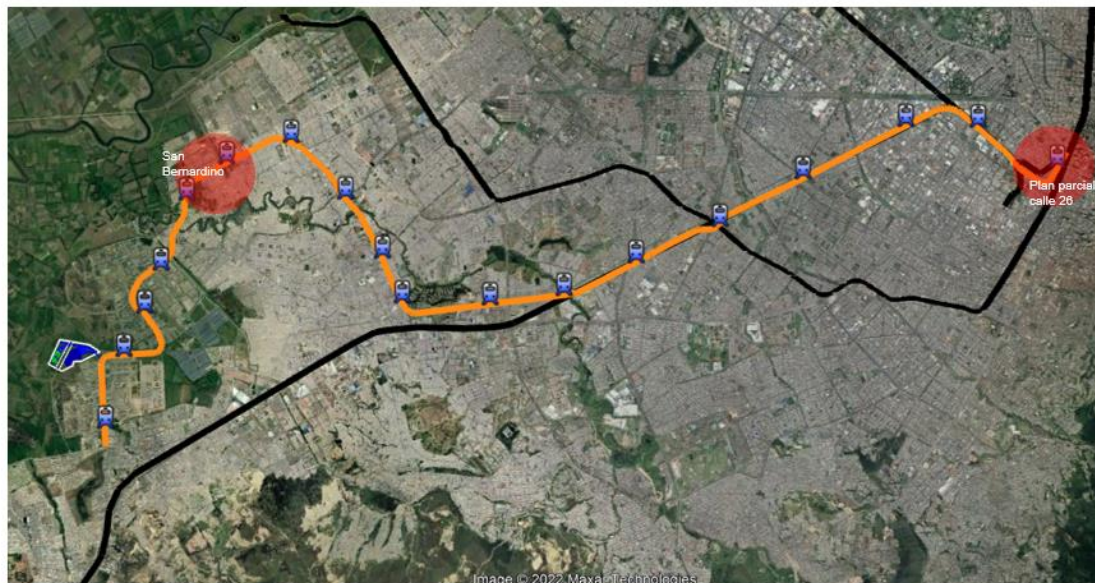 San
Bernardino
Plan parcial
calle 26
Image © 2022 Maxar Technologies